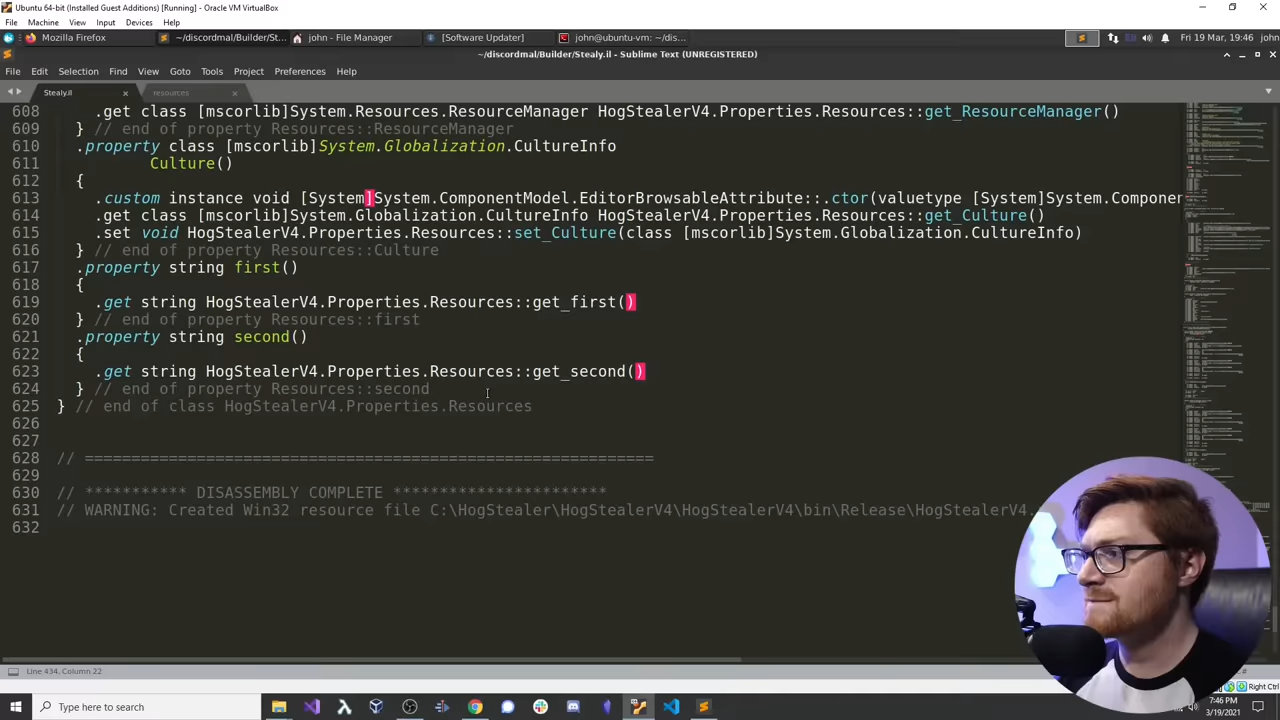 Ubuntu 64-bit (Installed Guest Additions) [Running] - Oracle VM VirtualBox
File Machine View Input Devices Help
Mozilla Firefox ~/discordmal/Builder/Ste... john - File Manager [Software Updater] john@ubuntu-vm: ~/dis... Fri 19 Mar, 19:46 john
~/discordmal/Builder/Stealy.il - Sublime Text (UNREGISTERED)
File Edit Selection Find View Goto Tools Project Preferences Help
Stealy.il resources
608 .get class [mscorlib]System.Resources.ResourceManager HogStealerV4.Properties.Resources::get_ResourceManager()
609 } // end of property Resources::ResourceManager
610 .property class [mscorlib]System.Globalization.CultureInfo
611 Culture()
612 {
613 .custom instance void [System]System.ComponentModel.EditorBrowsableAttribute::.ctor(valuetype [System]System.Componen
614 .get class [mscorlib]System.Globalization.CultureInfo HogStealerV4.Properties.Resources::get_Culture()
615 .set void HogStealerV4.Properties.Resources::set_Culture(class [mscorlib]System.Globalization.CultureInfo)
616 } // end of property Resources::Culture
617 .property string first()
618 {
619 .get string HogStealerV4.Properties.Resources::get_first()
620 } // end of property Resources::first
621 .property string second()
622 {
623 .get string HogStealerV4.Properties.Resources::get_second()
624 } // end of property Resources::second
625 } // end of class HogStealerV4.Properties.Resources
626
627
628 // =============================================================
629
630 // *********** DISASSEMBLY COMPLETE ***********************
631 // WARNING: Created Win32 resource file C:\HogStealer\HogStealerV4\HogStealerV4\bin\Release\HogStealerV4.
632
Line 434, Column 22
Right Ctrl
Type here to search
7:46 PM
3/19/2021